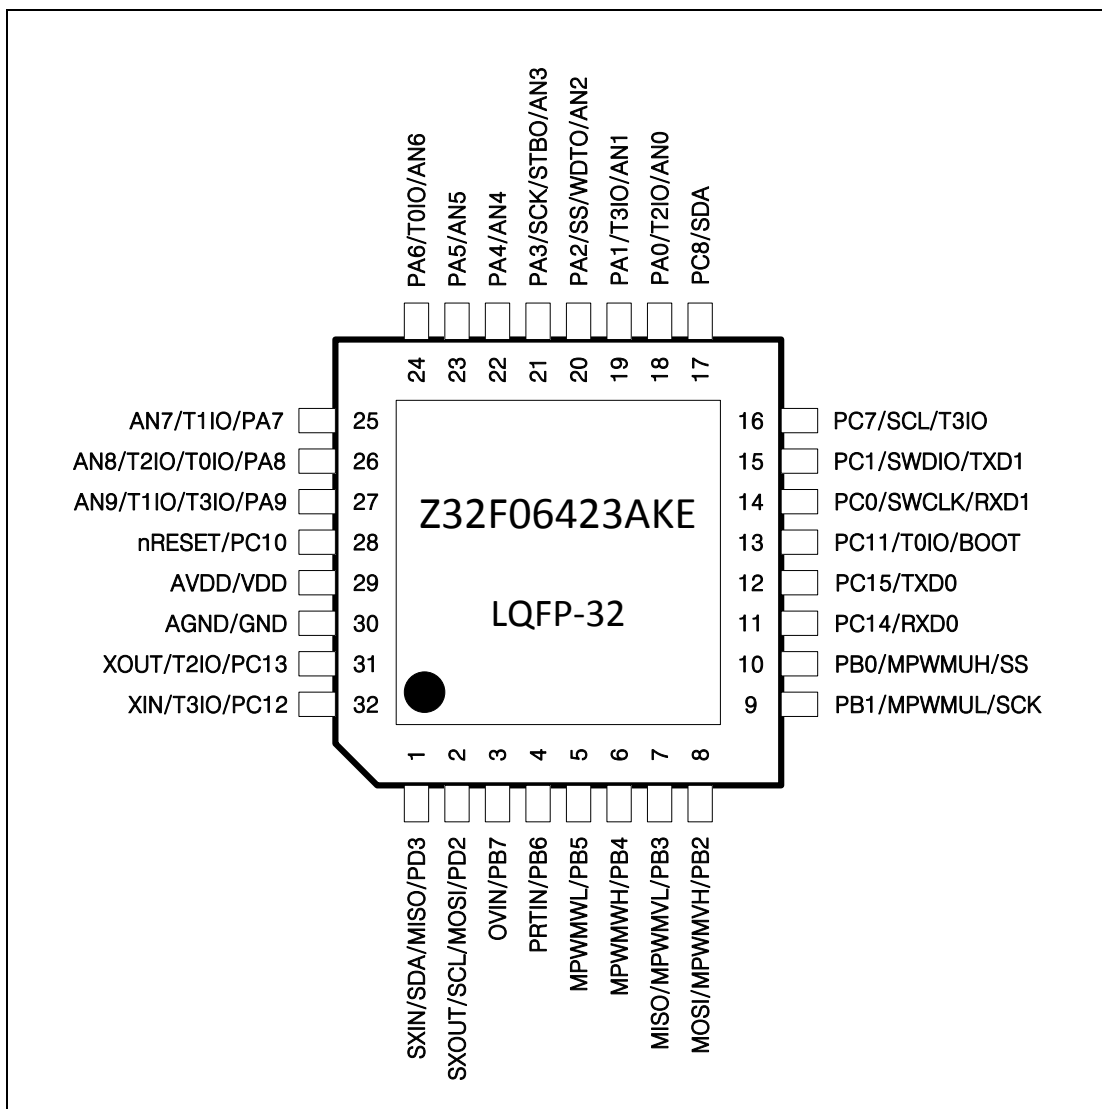 PA6/T0IO/AN6
PA5/AN5
PA4/AN4
PA3/SCK/STBO/AN3
PA2/SS/WDTO/AN2
PA1/T3IO/AN1
PA0/T2IO/AN0
PC8/SDA
24
23
22
21
20
19
18
17
AN7/T1IO/PA7 25
AN8/T2IO/T0IO/PA8 26
AN9/T1IO/T3IO/PA9 27
nRESET/PC10 28
AVDD/VDD 29
AGND/GND 30
XOUT/T2IO/PC13 31
XIN/T3IO/PC12 32
Z32F06423AKE
LQFP-32
16 PC7/SCL/T3IO
15 PC1/SWDIO/TXD1
14 PC0/SWCLK/RXD1
13 PC11/T0IO/BOOT
12 PC15/TXD0
11 PC14/RXD0
10 PB0/MPWMUH/SS
9 PB1/MPWMUL/SCK
1
2
3
4
5
6
7
8
SXIN/SDA/MISO/PD3
SXOUT/SCL/MOSI/PD2
OVIN/PB7
PRTIN/PB6
MPWMWL/PB5
MPWMWH/PB4
MISO/MPWMVL/PB3
MOSI/MPWMVH/PB2